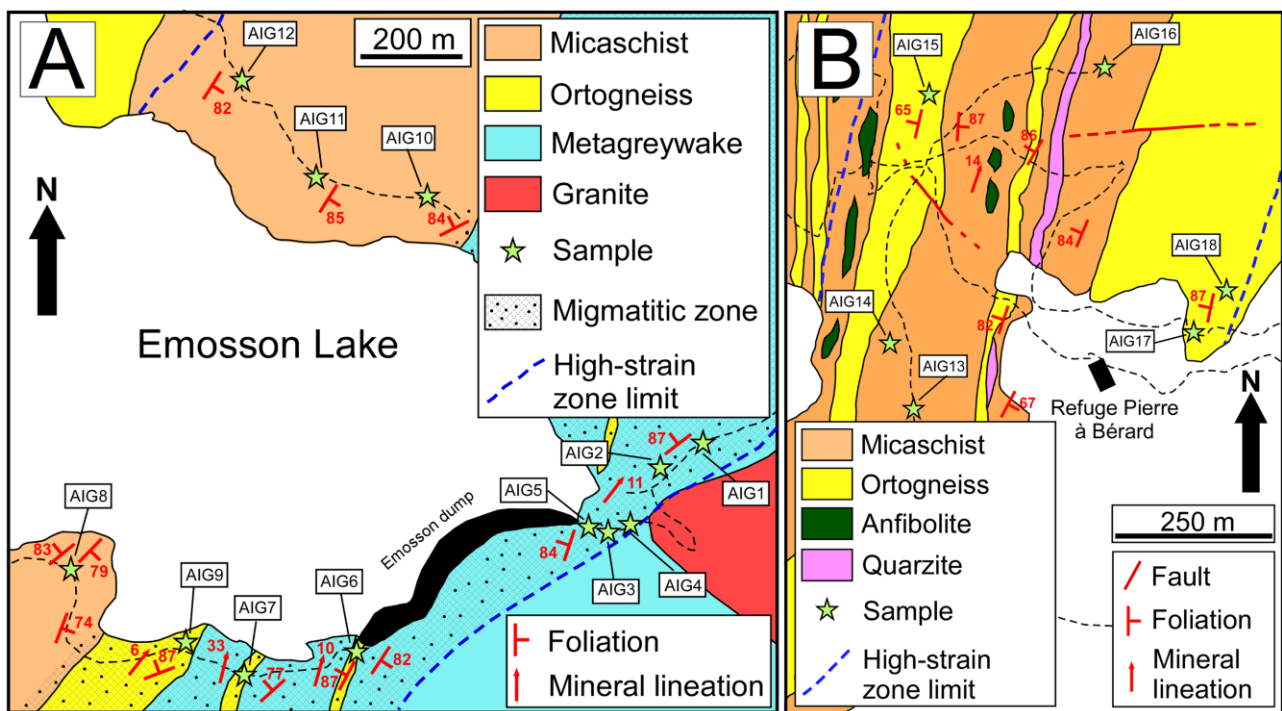 A
200 m
AIG12
82
AIG11
85
AIG10
84
N
Emosson Lake
Micaschist
Ortogneiss
Metagreywake
Granite
Sample
Migmatitic zone
High-strain
zone limit
87
AIG2
11
AIG1
AIG5
Emosson dump
84
AIG3
AIG4
AIG8
83
79
74
AIG9
6
87
33
AIG7
77
AIG6
10
87
82
Foliation
Mineral lineation
B
AIG15
65
87
AIG16
86
14
84
AIG18
87
AIG17
AIG14
82
AIG13
67
Refuge Pierre
à Bérard
N
Micaschist
Ortogneiss
Anfibolite
Quarzite
Sample
High-strain
zone limit
250 m
Fault
Foliation
Mineral
lineation